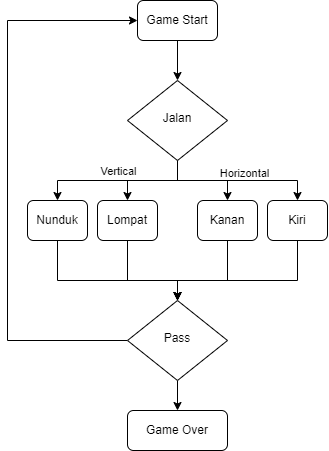 Game Start
Jalan
Vertical
Horizontal
Nunduk
Lompat
Kanan
Kiri
Pass
Game Over